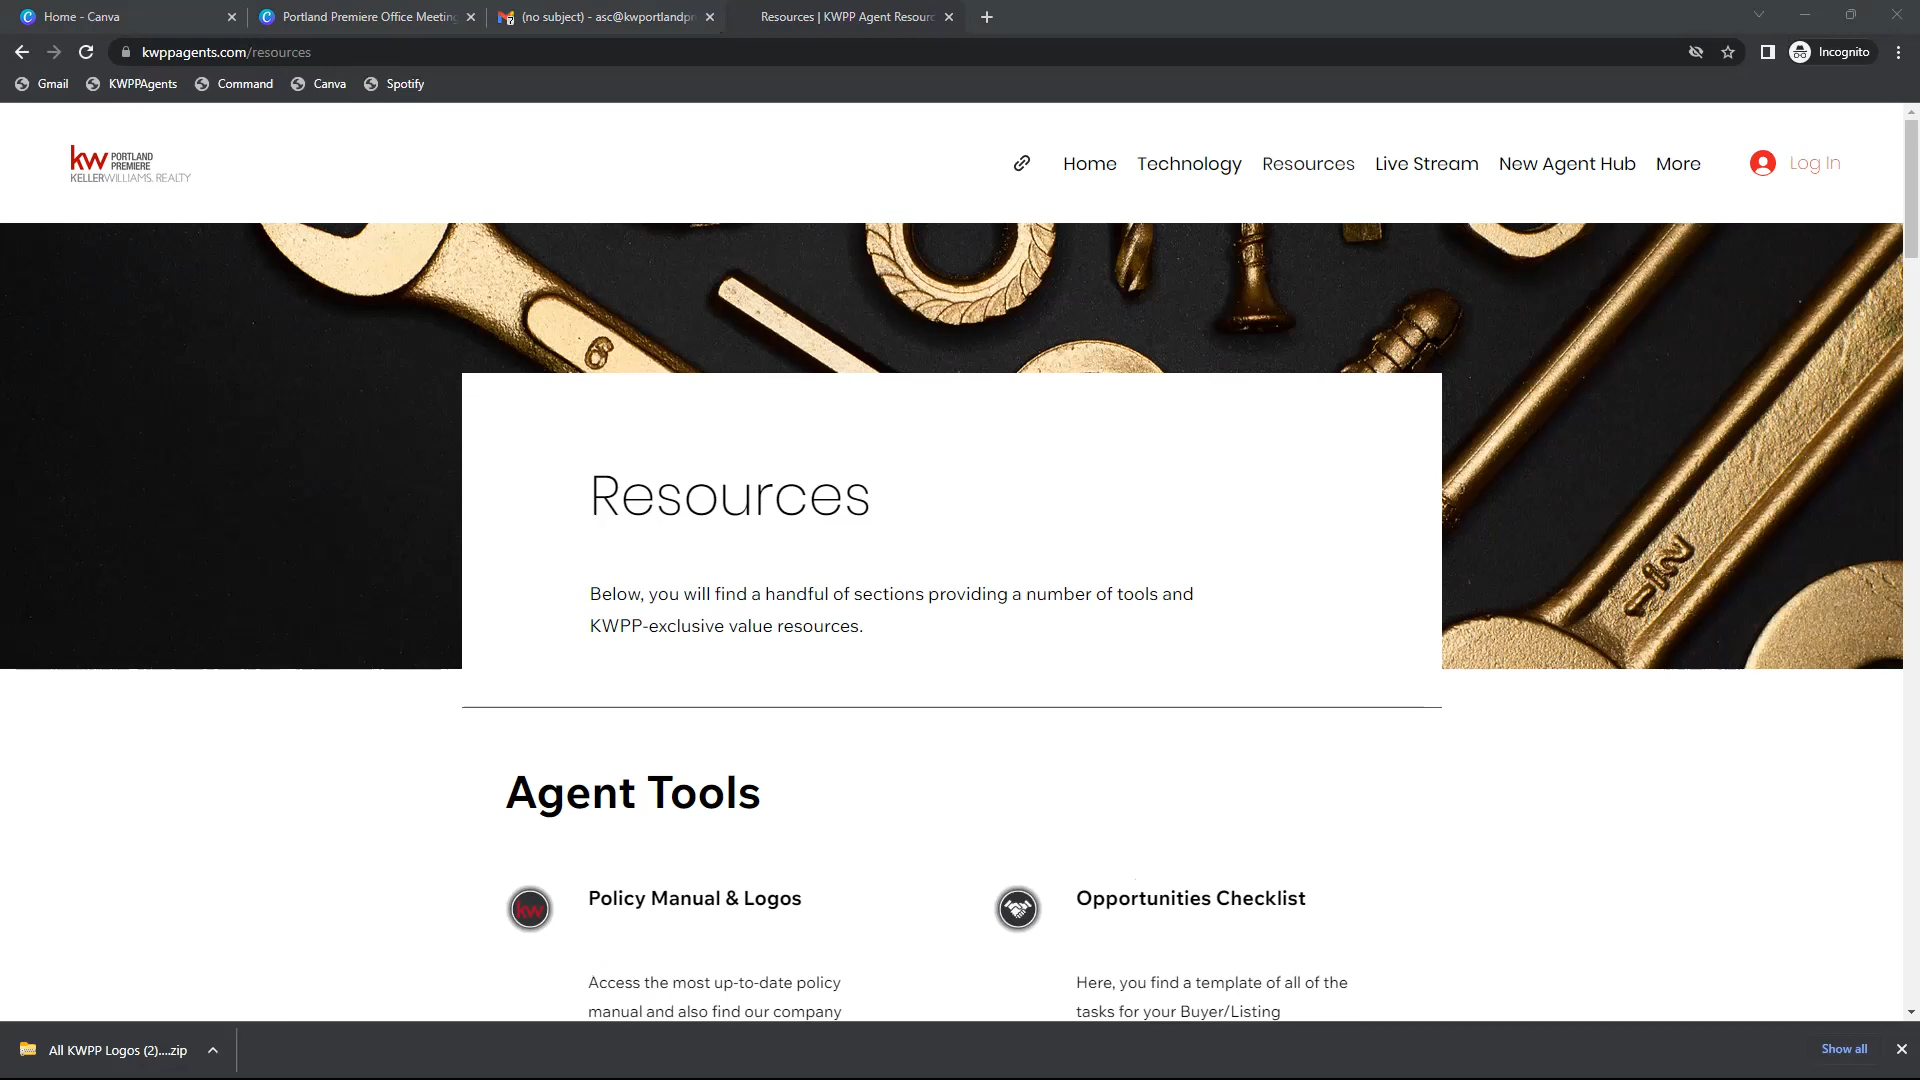 Home - Canva
Portland Premiere Office Meeting
(no subject) - asc@kwportlandpr
Resources | KWPP Agent Resourc
kwppagents.com/resources
Incognito
Gmail
KWPPAgents
Command
Canva
Spotify
kw PORTLAND PREMIERE
KELLERWILLIAMS. REALTY
Home
Technology
Resources
Live Stream
New Agent Hub
More
Log In
6
12
Resources
Below, you will find a handful of sections providing a number of tools and
KWPP-exclusive value resources.
Agent Tools
kw
Policy Manual & Logos
Access the most up-to-date policy
manual and also find our company
Opportunities Checklist
Here, you find a template of all of the
tasks for your Buyer/Listing
All KWPP Logos (2)....zip
Show all